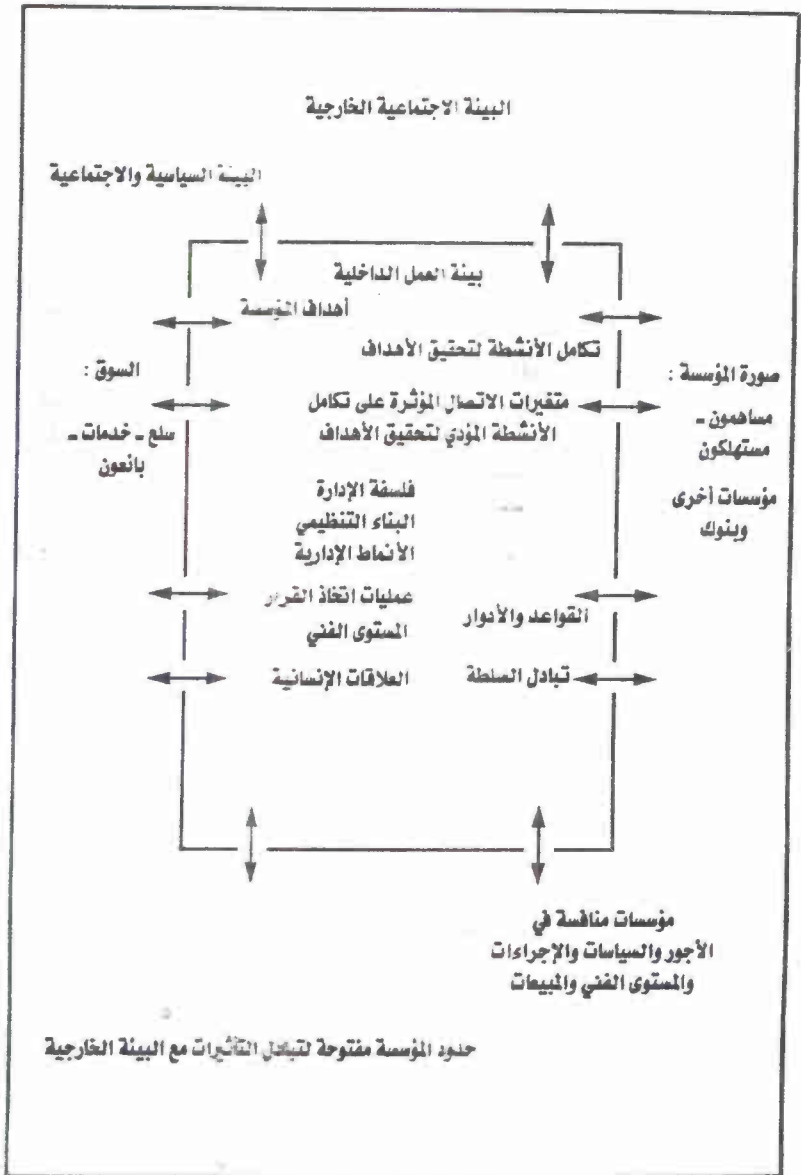 البيئة الاجتماعية الخارجية
البيئة السياسية والاجتماعية
بيئة العمل الداخلية
أهداف المؤسسة
تكامل الأنشطة لتحقيق الأهداف
صورة المؤسسة :
مساهمون ـ
مستهلكون
مؤسسات أخرى
وبنوك
متغيرات الاتصال المؤثرة على تكامل
الأنشطة المؤدي لتحقيق الأهداف
السوق :
سلع ـ خدمات ـ
بائعون
فلسفة الإدارة
البناء التنظيمي
الأنماط الإدارية
عمليات اتخاذ القرار
المستوى الفني
القواعد والأدوار
العلاقات الإنسانية
تبادل السلطة
مؤسسات منافسة في
الأجور والسياسات والإجراءات
والمستوى الفني والمبيعات
حدود المؤسسة مفتوحة لتبادل التأثيرات مع البيئة الخارجية